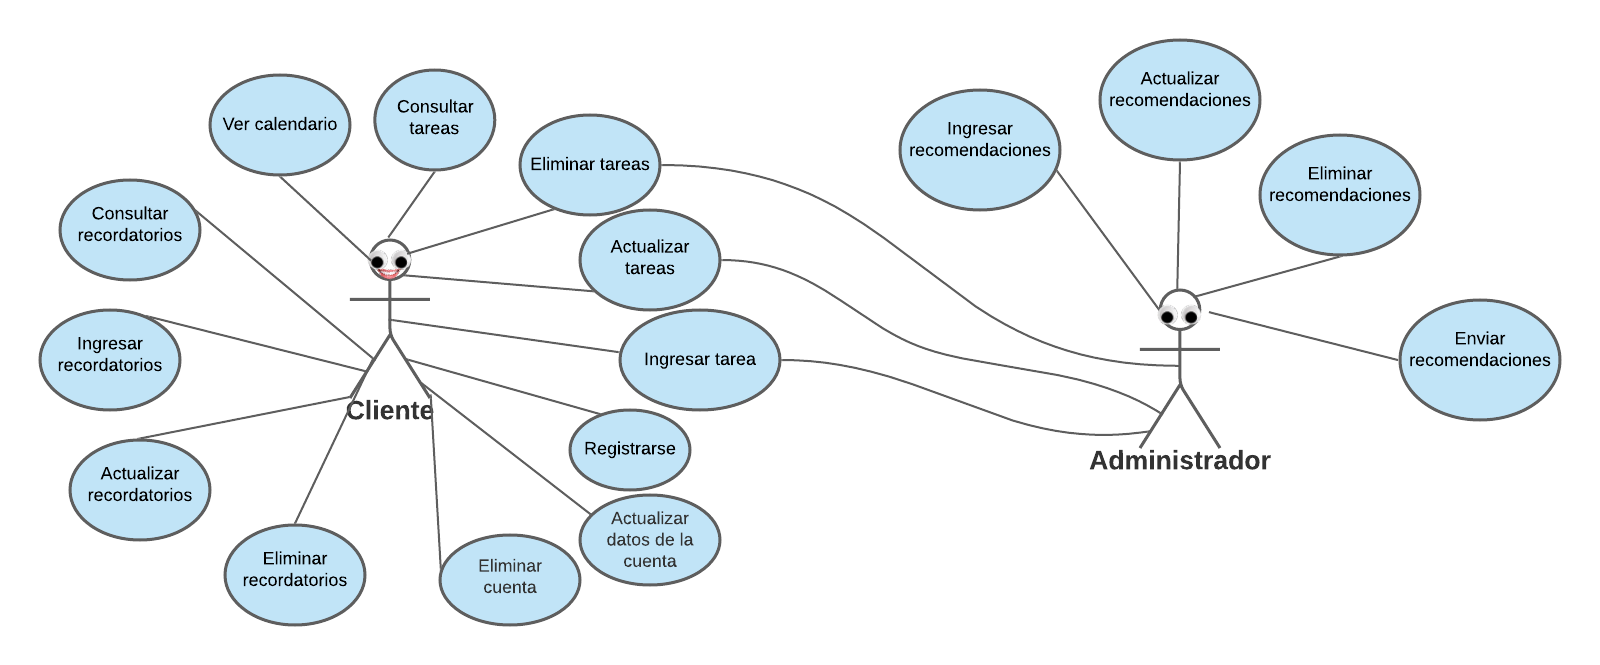 Ver calendario
Consultar
tareas
Eliminar tareas
Consultar
recordatorios
Actualizar
tareas
Ingresar
recordatorios
Ingresar tarea
Cliente
Registrarse
Actualizar
recordatorios
Actualizar
datos de la
cuenta
Eliminar
recordatorios
Eliminar
cuenta
Actualizar
recomendaciones
Ingresar
recomendaciones
Eliminar
recomendaciones
Enviar
recomendaciones
Administrador